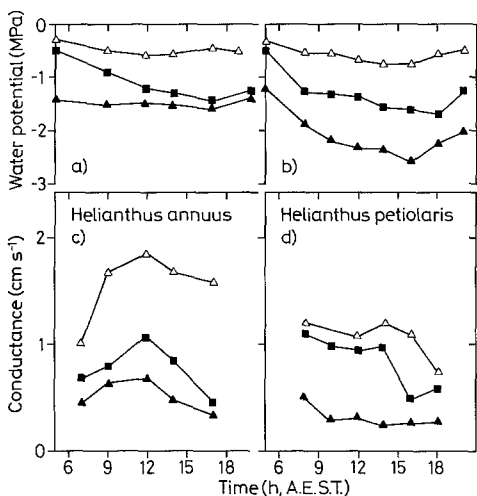 Water potential (MPa)
0
-1
-2
-3
a)
b)
Conductance (cm s⁻¹)
2
1
0
Helianthus annuus
c)
Helianthus petiolaris
d)
6 9 12 15 18
6 9 12 15 18
Time (h, A.E.S.T.)